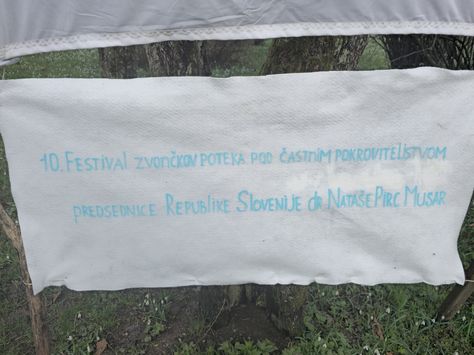 10. Festival zvončkov poteka pod častnim pokroviteljstvom
predsednice Republike Slovenije dr Nataše Pirc Musar